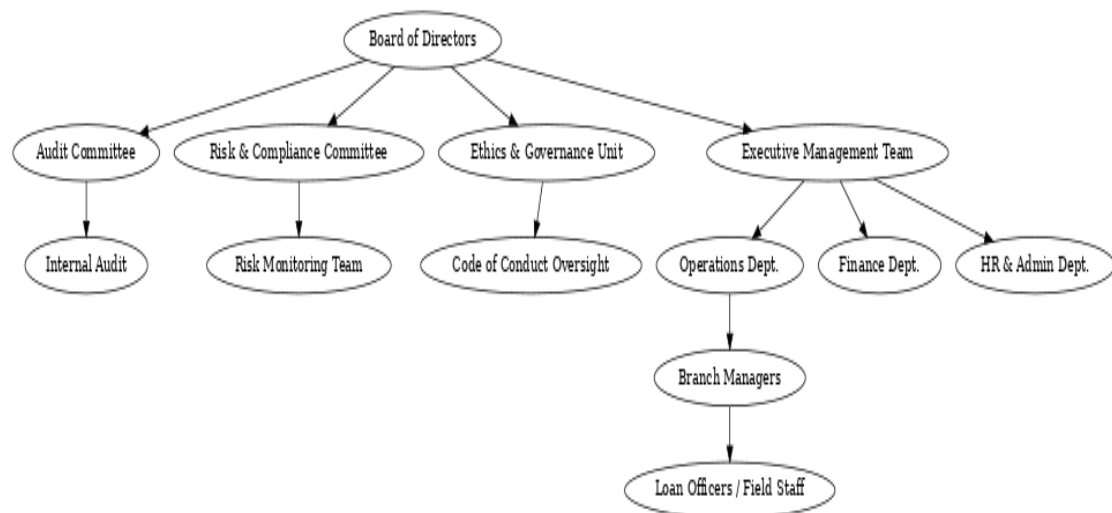 Board of Directors
Audit Committee
Risk & Compliance Committee
Ethics & Governance Unit
Executive Management Team
Internal Audit
Risk Monitoring Team
Code of Conduct Oversight
Operations Dept.
Finance Dept.
HR & Admin Dept.
Branch Managers
Loan Officers / Field Staff